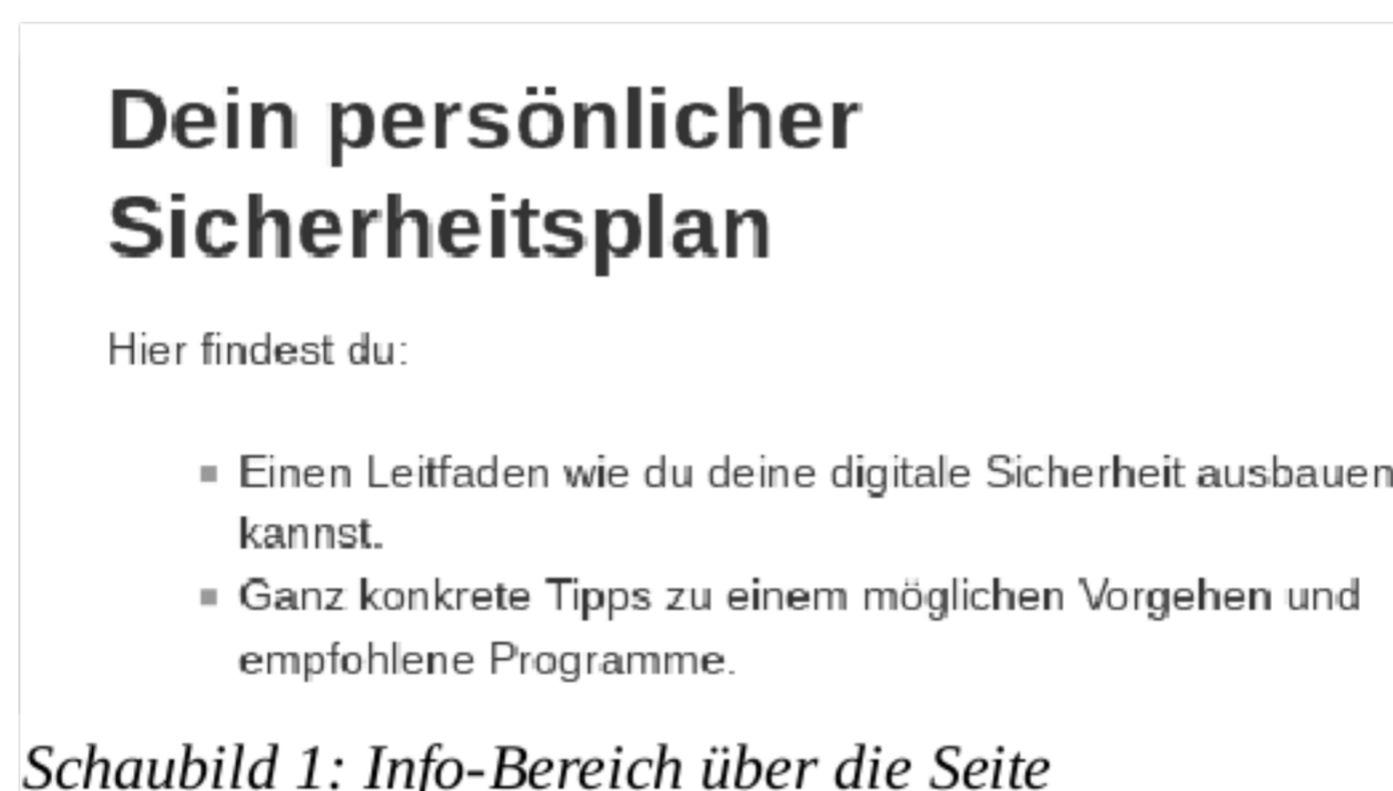 Dein persönlicher
Sicherheitsplan
Hier findest du:
Einen Leitfaden wie du deine digitale Sicherheit ausbauen
kannst.
Ganz konkrete Tipps zu einem möglichen Vorgehen und
empfohlene Programme.
Schaubild 1: Info-Bereich über die Seite